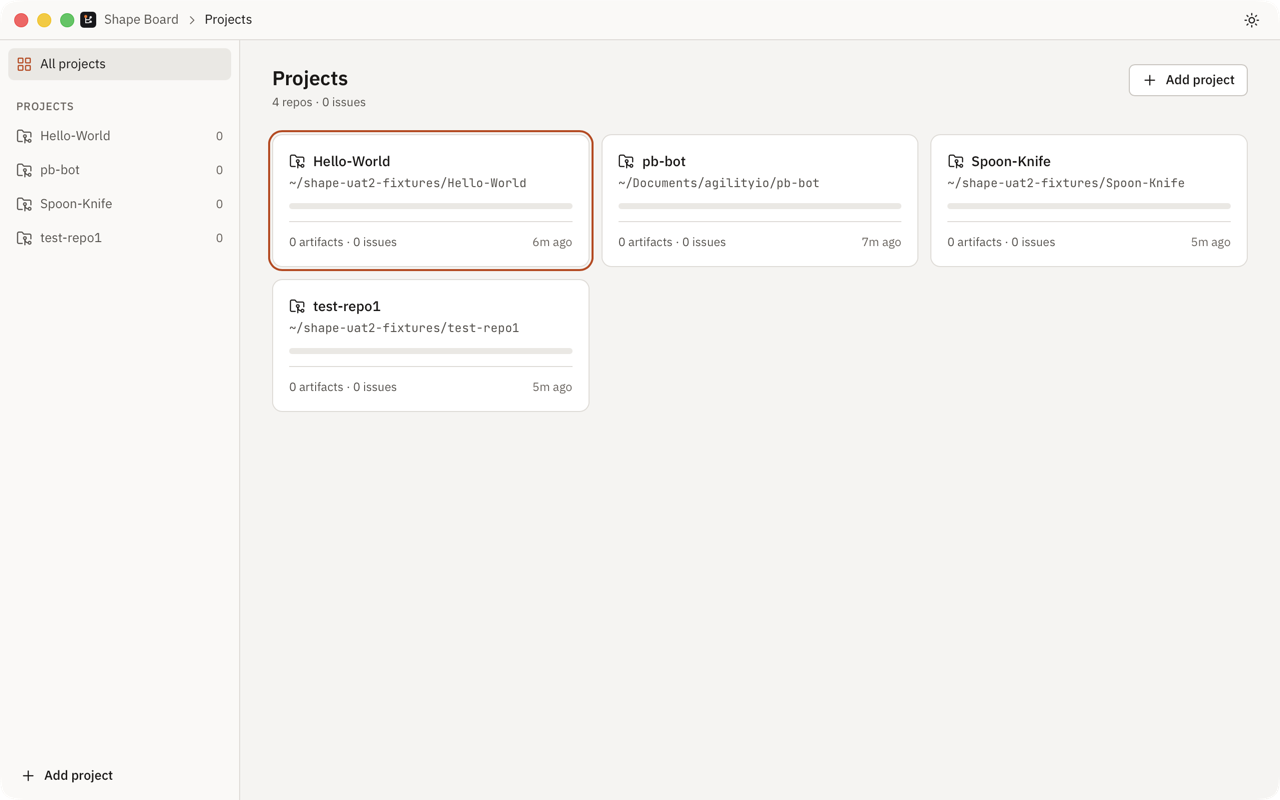 Shape Board > Projects
All projects
PROJECTS
Hello-World 0
pb-bot 0
Spoon-Knife 0
test-repo1 0
+ Add project
Projects
4 repos · 0 issues
+ Add project
Hello-World
~/shape-uat2-fixtures/Hello-World
0 artifacts · 0 issues 6m ago
pb-bot
~/Documents/agilityio/pb-bot
0 artifacts · 0 issues 7m ago
Spoon-Knife
~/shape-uat2-fixtures/Spoon-Knife
0 artifacts · 0 issues 5m ago
test-repo1
~/shape-uat2-fixtures/test-repo1
0 artifacts · 0 issues 5m ago